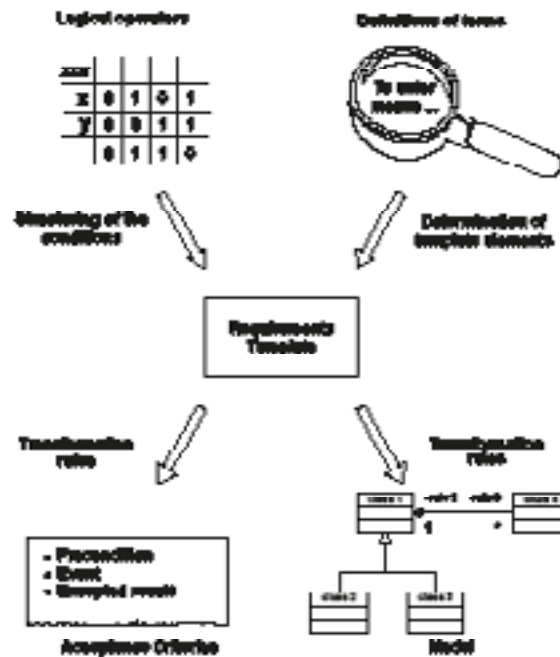 Logical operators
Definitions of terms
x 0 1 0 1
y 0 0 1 1
0 1 1 0
To enter
means ...
Structuring of the
conditions
Determination of
template elements
Requirements
Template
Transformation
rules
Transformation
rules
class 1
- Precondition
- Event
- Excepted result
1
*
class 2
class 3
Acceptance Criteria
Model